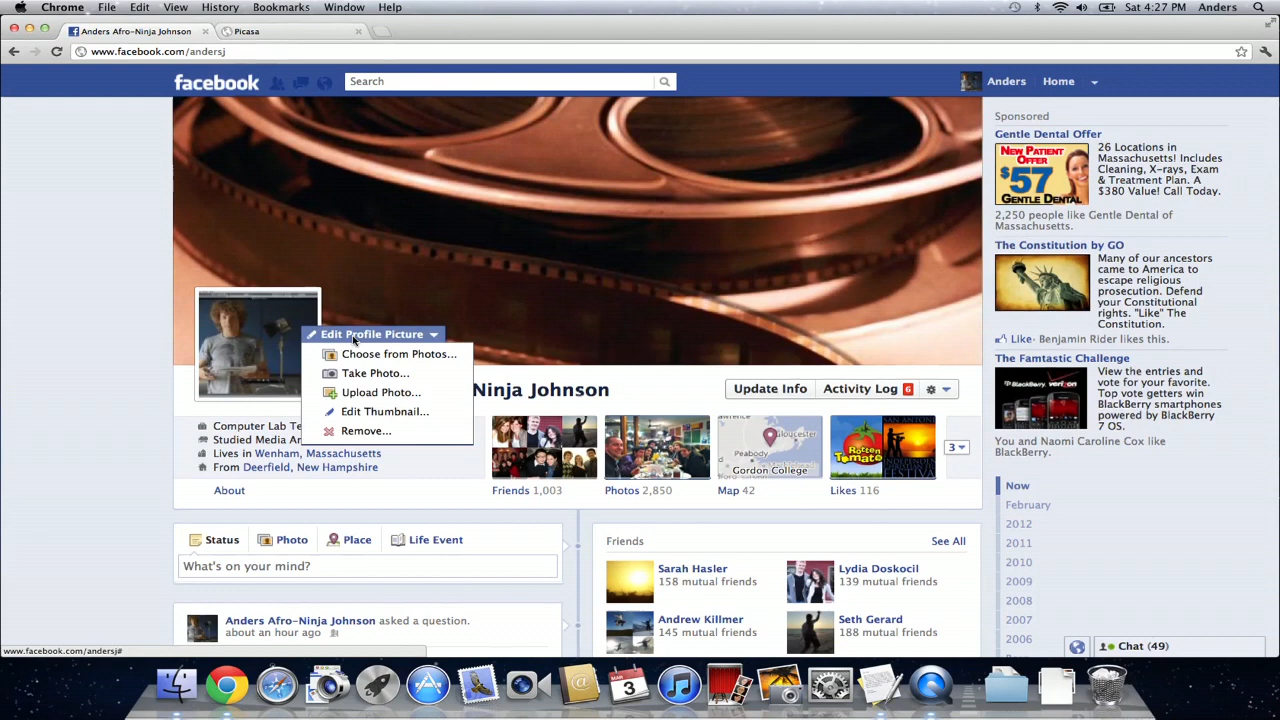 Chrome File Edit View History Bookmarks Window Help Sat 4:27 PM Anders
Anders Afro-Ninja Johnson Picasa
www.facebook.com/andersj
facebook Search Anders Home
Edit Profile Picture
Choose from Photos...
Take Photo...
Upload Photo...
Edit Thumbnail...
Remove...
Ninja Johnson
Update Info Activity Log 6
Computer Lab Te
Studied Media Ar
Lives in Wenham, Massachusetts
From Deerfield, New Hampshire
About
Friends 1,003 Photos 2,850 Map 42 Likes 116
Peabody
Gloucester
Gordon College
Rotten
Tomato
3
Status Photo Place Life Event
What's on your mind?
Anders Afro-Ninja Johnson asked a question.
about an hour ago
Friends See All
Sarah Hasler
158 mutual friends
Lydia Doskocil
139 mutual friends
Andrew Killmer
145 mutual friends
Seth Gerard
188 mutual friends
Sponsored
Gentle Dental Offer
NEW PATIENT
OFFER
$57
GENTLE DENTAL
26 Locations in
Massachusetts! Includes
Cleaning, X-rays, Exam
& Treatment Plan. A
$380 Value! Call Today.
2,250 people like Gentle Dental of
Massachusetts.
The Constitution by GO
Many of our ancestors
came to America to
escape religious
prosecution. Defend
your Constitutional
rights. "Like" The
Constitution.
Like · Benjamin Rider likes this.
The Famtastic Challenge
BlackBerry
View the entries and
vote for your favorite.
Top vote getters win
BlackBerry smartphones
powered by BlackBerry
7 OS.
You and Naomi Caroline Cox like
BlackBerry.
Now
February
2012
2011
2010
2009
2008
2007
2006
Chat (49)
www.facebook.com/andersj#
MAR
3